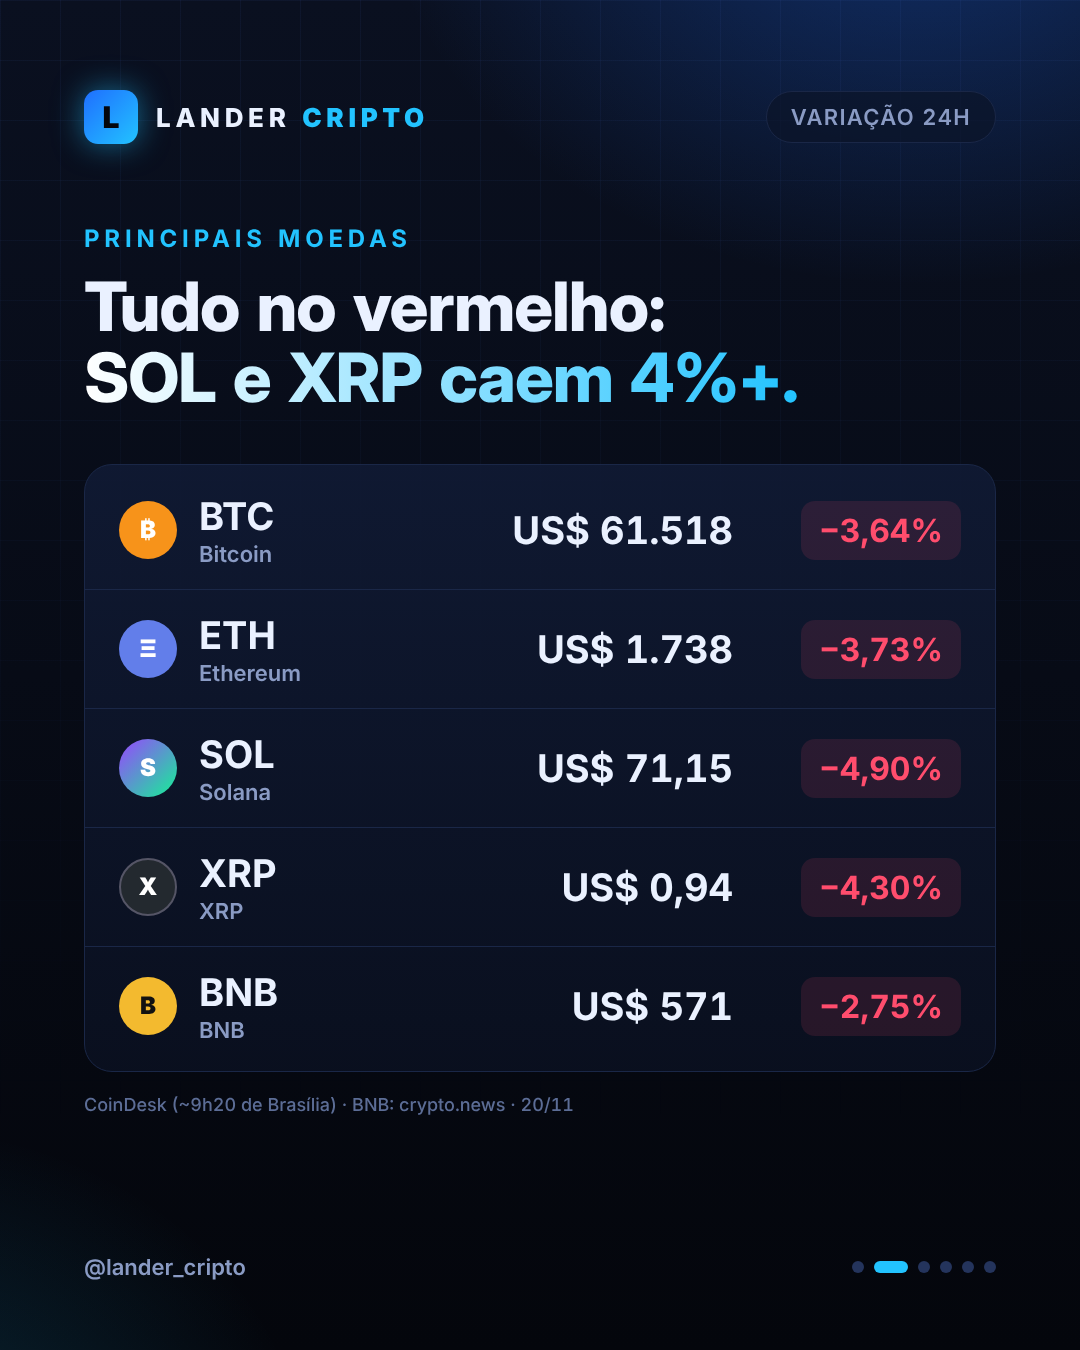 L LANDER CRIPTO
VARIAÇÃO 24H
PRINCIPAIS MOEDAS
Tudo no vermelho:
SOL e XRP caem 4%+.
₿ BTC US$ 61.518 −3,64%
Bitcoin
Ξ ETH US$ 1.738 −3,73%
Ethereum
S SOL US$ 71,15 −4,90%
Solana
X XRP US$ 0,94 −4,30%
XRP
B BNB US$ 571 −2,75%
BNB
CoinDesk (~9h20 de Brasília) · BNB: crypto.news · 20/11
@lander_cripto